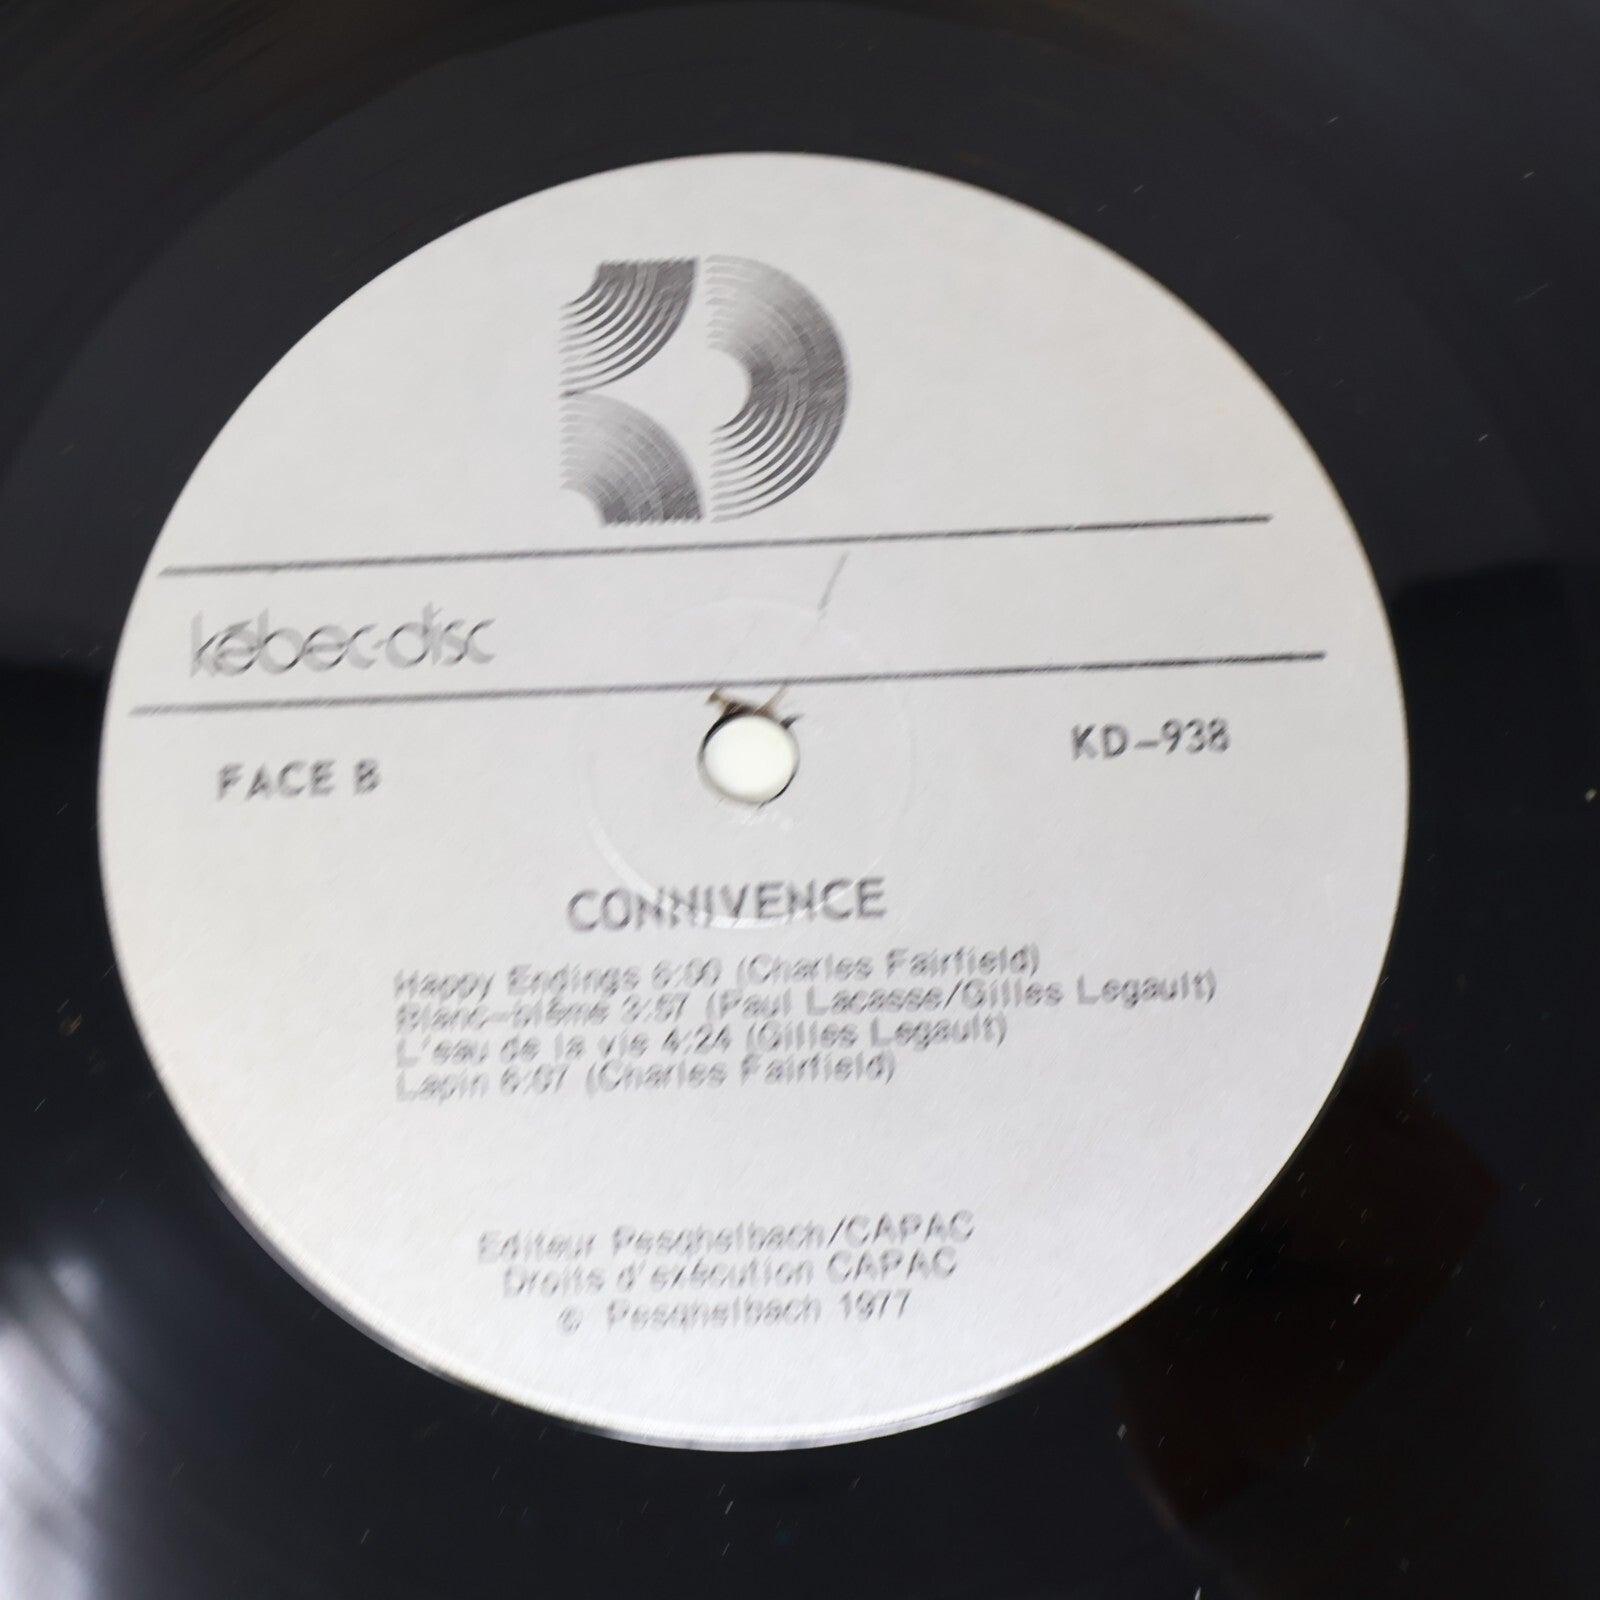 kébec-disc
FACE B
KD-938
CONNIVENCE
Happy Endings 6:00 (Charles Fairfield)
Blanc-blême 3:57 (Paul Lacasse/Gilles Legault)
L'eau de la vie 4:24 (Gilles Legault)
Lapin 6:07 (Charles Fairfield)
Editeur Pesghelbach/CAPAC
Droits d'exécution CAPAC
© Pesghelbach 1977